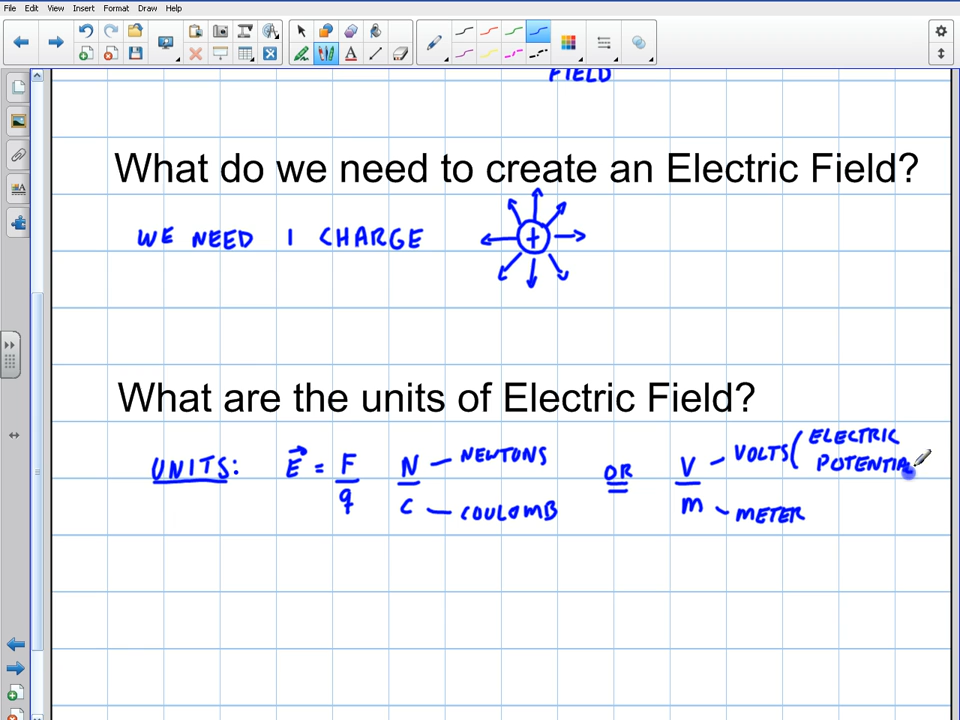 File Edit View Insert Format Draw Help
FIELD
What do we need to create an Electric Field?
WE NEED 1 CHARGE +
What are the units of Electric Field?
UNITS: E = F/q N/C — NEWTONS — COULOMB OR V/m — VOLTS (ELECTRIC POTENTIAL — METER